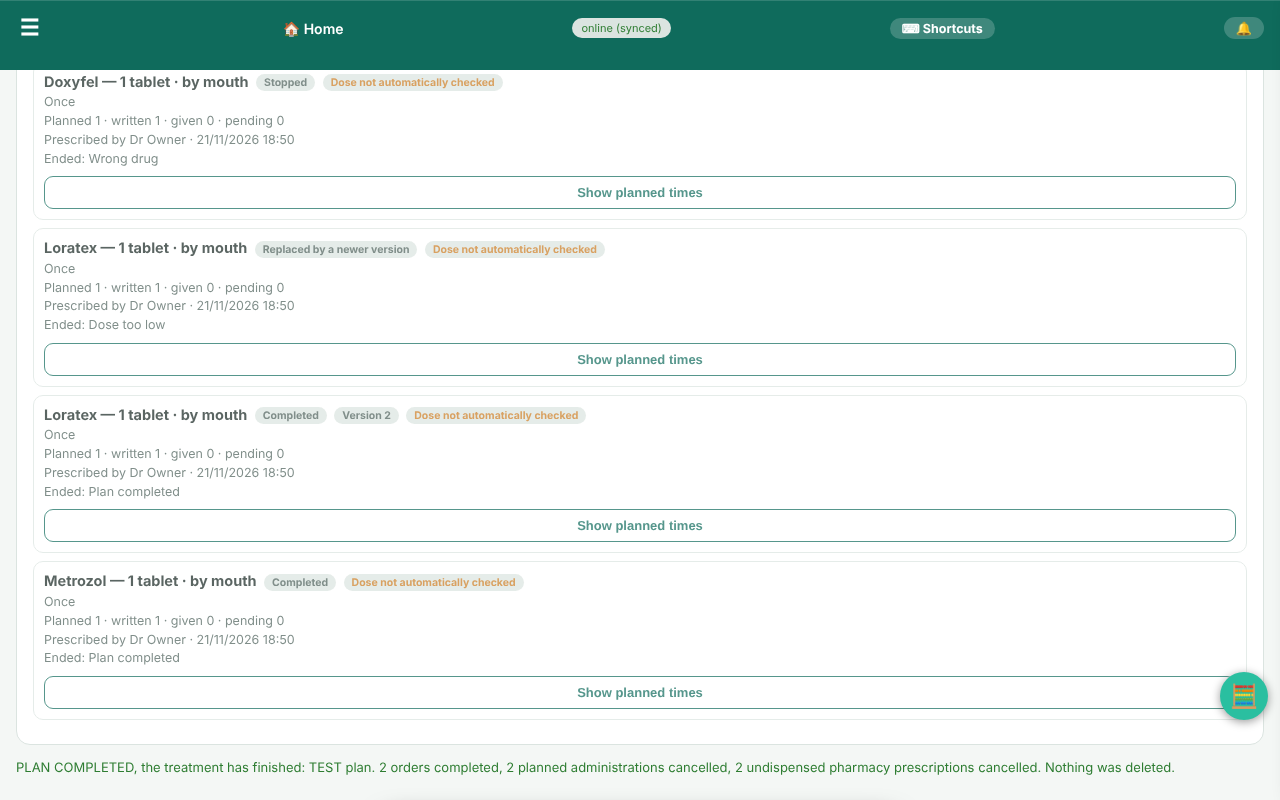 ☰
🏠 Home
online (synced)
⌨ Shortcuts
🔔
Doxyfel — 1 tablet · by mouth Stopped Dose not automatically checked
Once
Planned 1 · written 1 · given 0 · pending 0
Prescribed by Dr Owner · 21/11/2026 18:50
Ended: Wrong drug
Show planned times
Loratex — 1 tablet · by mouth Replaced by a newer version Dose not automatically checked
Once
Planned 1 · written 1 · given 0 · pending 0
Prescribed by Dr Owner · 21/11/2026 18:50
Ended: Dose too low
Show planned times
Loratex — 1 tablet · by mouth Completed Version 2 Dose not automatically checked
Once
Planned 1 · written 1 · given 0 · pending 0
Prescribed by Dr Owner · 21/11/2026 18:50
Ended: Plan completed
Show planned times
Metrozol — 1 tablet · by mouth Completed Dose not automatically checked
Once
Planned 1 · written 1 · given 0 · pending 0
Prescribed by Dr Owner · 21/11/2026 18:50
Ended: Plan completed
Show planned times
PLAN COMPLETED, the treatment has finished: TEST plan. 2 orders completed, 2 planned administrations cancelled, 2 undispensed pharmacy prescriptions cancelled. Nothing was deleted.